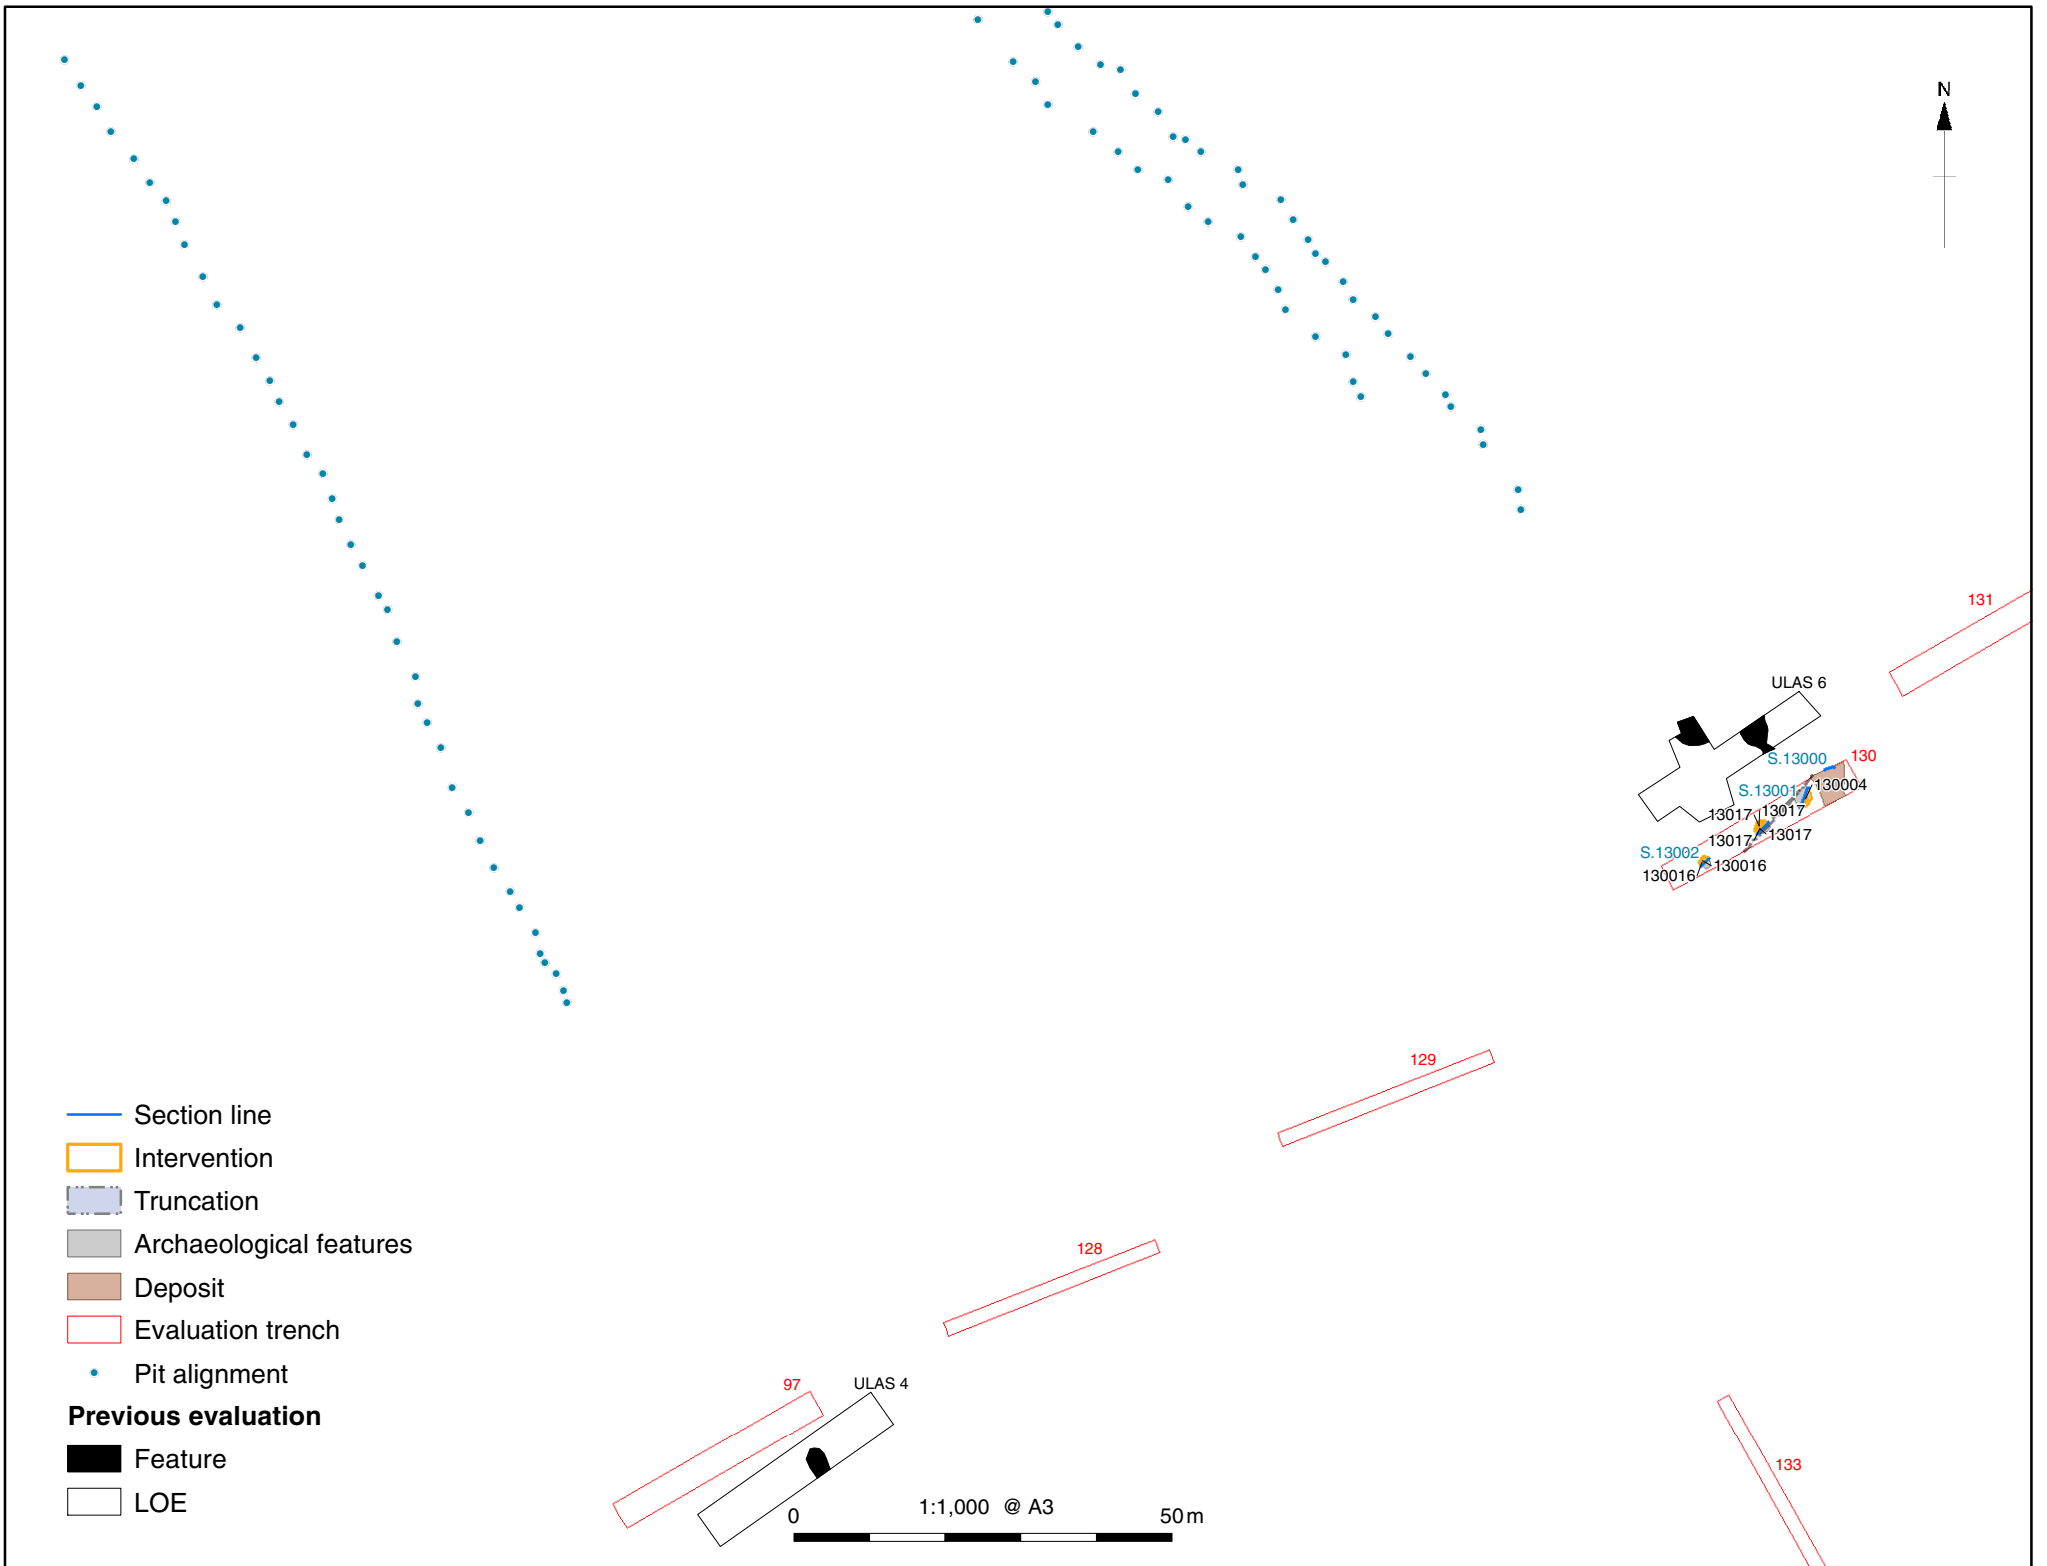 N
131
ULAS 6
S.13000
130
130004
S.13001
13017
13017
13017
13017
S.13002
130016
130016
129
128
97
ULAS 4
133
Section line
Intervention
Truncation
Archaeological features
Deposit
Evaluation trench
Pit alignment
Previous evaluation
Feature
LOE
1:1,000 @ A3
0
50 m